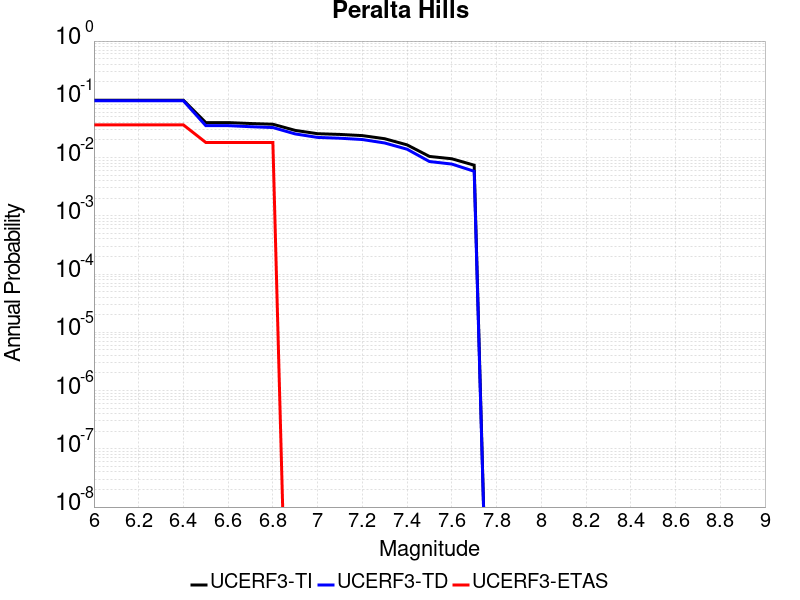 Peralta Hills
Annual Probability
10^0
10^-1
10^-2
10^-3
10^-4
10^-5
10^-6
10^-7
10^-8
6 6.2 6.4 6.6 6.8 7 7.2 7.4 7.6 7.8 8 8.2 8.4 8.6 8.8 9
Magnitude
UCERF3-TI UCERF3-TD UCERF3-ETAS